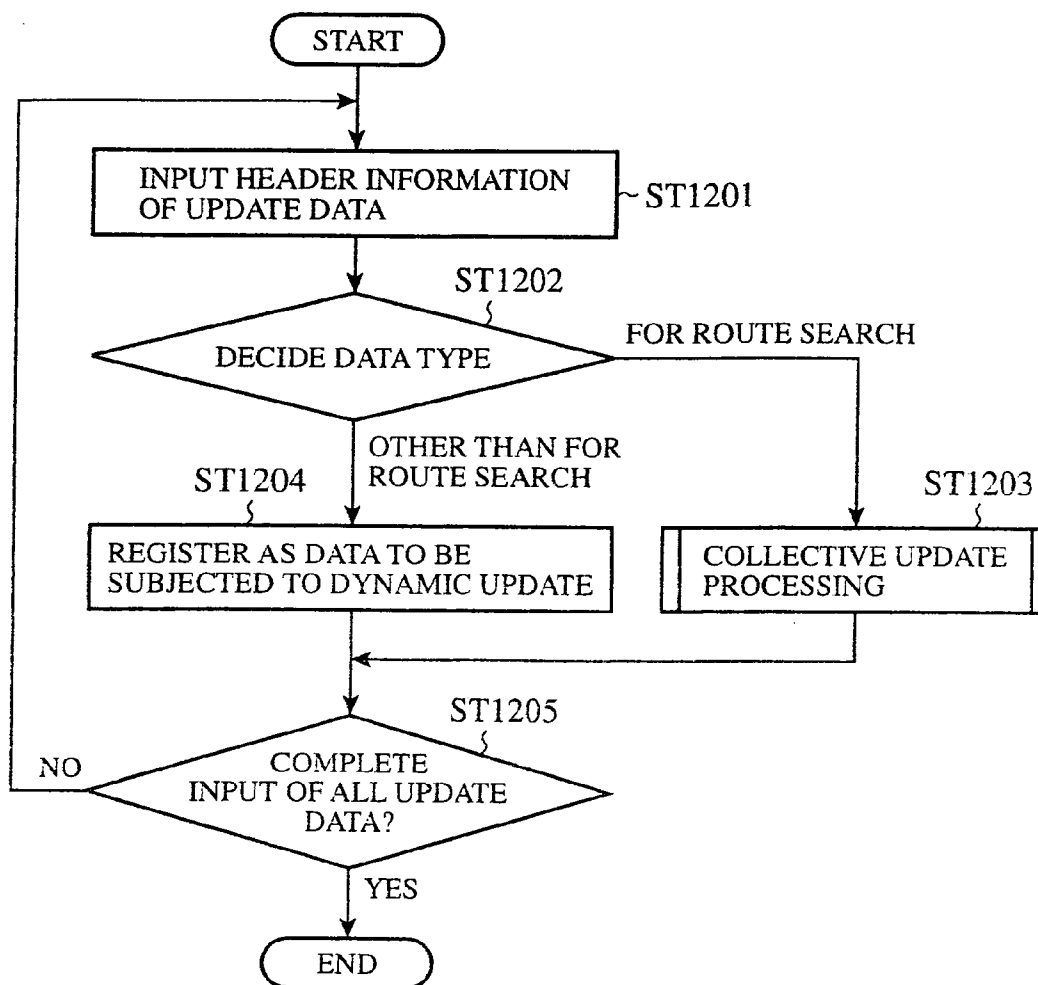 START
INPUT HEADER INFORMATION
OF UPDATE DATA
ST1201
ST1202
DECIDE DATA TYPE
FOR ROUTE SEARCH
OTHER THAN FOR
ROUTE SEARCH
ST1204
REGISTER AS DATA TO BE
SUBJECTED TO DYNAMIC UPDATE
ST1203
COLLECTIVE UPDATE
PROCESSING
ST1205
COMPLETE
INPUT OF ALL UPDATE
DATA?
NO
YES
END